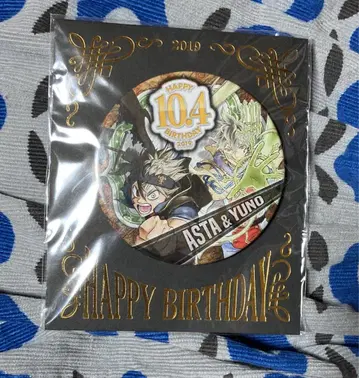 2019
HAPPY
10.4
BIRTHDAY
2019
ASTA & YUNO
HAPPY BIRTHDAY